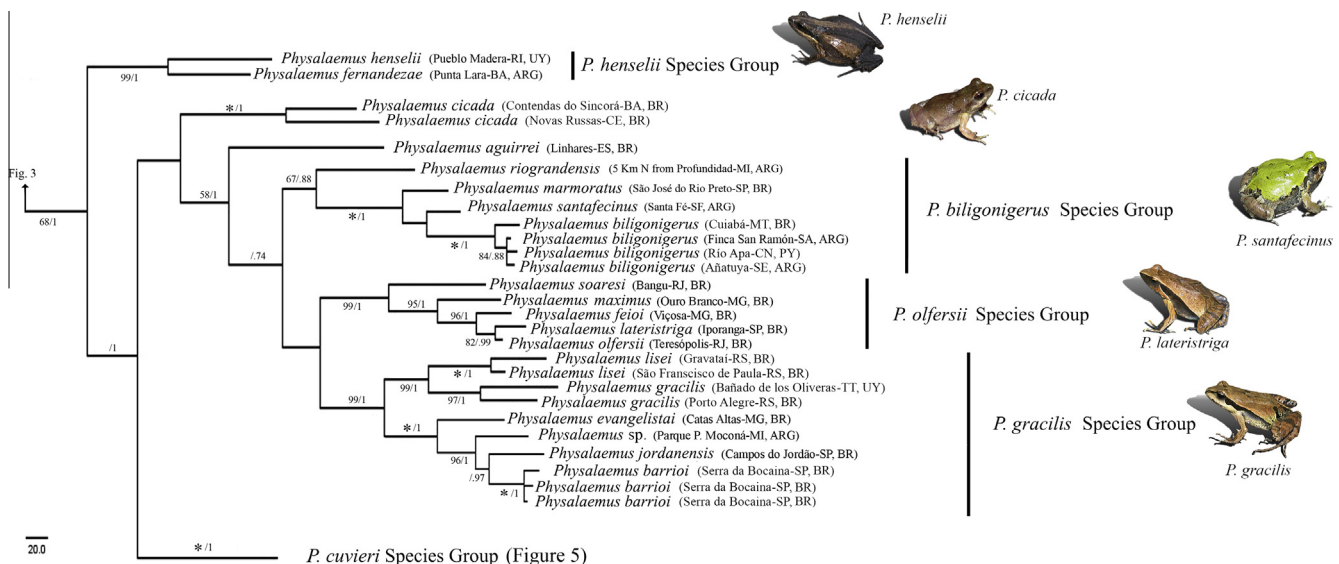 P. henselii
Physalaemus henselii (Pueblo Madera-RI, UY)
Physalaemus fernandezae (Punta Lara-BA, ARG)
99/1
P. henselii Species Group
P. cicada
*/1
Physalaemus cicada (Contendas do Sincorá-BA, BR)
Physalaemus cicada (Novas Russas-CE, BR)
Physalaemus aguirrei (Linhares-ES, BR)
Fig. 3
68/1
58/1
67/.88
Physalaemus riograndensis (5 Km N from Profundidad-MI, ARG)
Physalaemus marmoratus (São José do Rio Preto-SP, BR)
*/1
Physalaemus santafecinus (Santa Fé-SF, ARG)
Physalaemus biligonigerus (Cuiabá-MT, BR)
*/1
Physalaemus biligonigerus (Finca San Ramón-SA, ARG)
84/.88
Physalaemus biligonigerus (Río Apa-CN, PY)
Physalaemus biligonigerus (Añatuya-SE, ARG)
P. biligonigerus Species Group
P. santafecinus
/.74
Physalaemus soaresi (Bangu-RJ, BR)
99/1
95/1
Physalaemus maximus (Ouro Branco-MG, BR)
96/1
Physalaemus feioi (Viçosa-MG, BR)
Physalaemus lateristriga (Iporanga-SP, BR)
82/.99
Physalaemus olfersii (Teresópolis-RJ, BR)
P. olfersii Species Group
P. lateristriga
/1
Physalaemus lisei (Gravataí-RS, BR)
*/1
Physalaemus lisei (São Franscisco de Paula-RS, BR)
99/1
Physalaemus gracilis (Bañado de los Oliveras-TT, UY)
97/1
Physalaemus gracilis (Porto Alegre-RS, BR)
99/1
Physalaemus evangelistai (Catas Altas-MG, BR)
*/1
Physalaemus sp. (Parque P. Moconá-MI, ARG)
96/1
Physalaemus jordanensis (Campos do Jordão-SP, BR)
/.97
Physalaemus barrioi (Serra da Bocaina-SP, BR)
*/1
Physalaemus barrioi (Serra da Bocaina-SP, BR)
Physalaemus barrioi (Serra da Bocaina-SP, BR)
P. gracilis Species Group
P. gracilis
20.0
*/1
P. cuvieri Species Group (Figure 5)